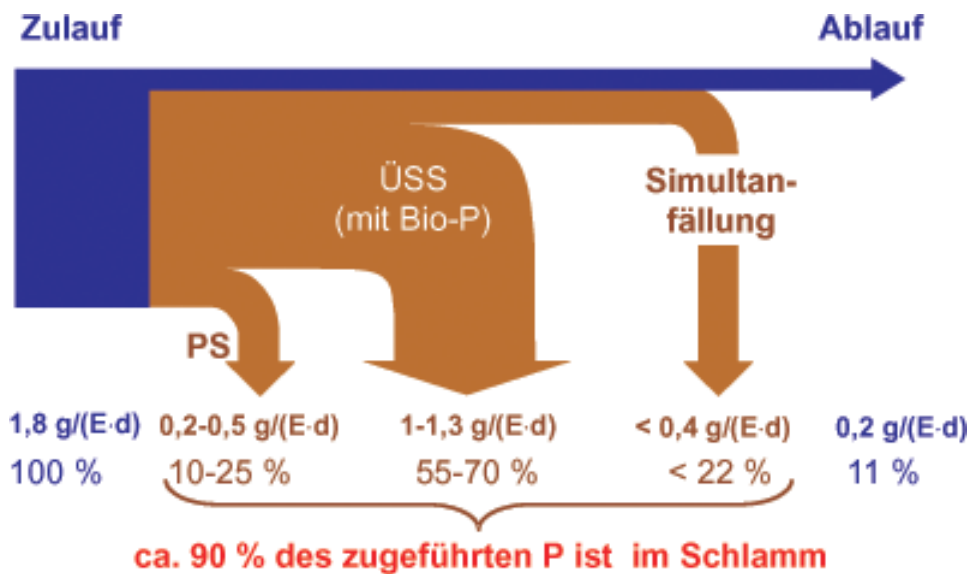 Zulauf
Ablauf
ÜSS
(mit Bio-P)
Simultan-
fällung
PS
1,8 g/(E·d) 0,2-0,5 g/(E·d) 1-1,3 g/(E·d) < 0,4 g/(E·d) 0,2 g/(E·d)
100 % 10-25 % 55-70 % < 22 % 11 %
ca. 90 % des zugeführten P ist im Schlamm